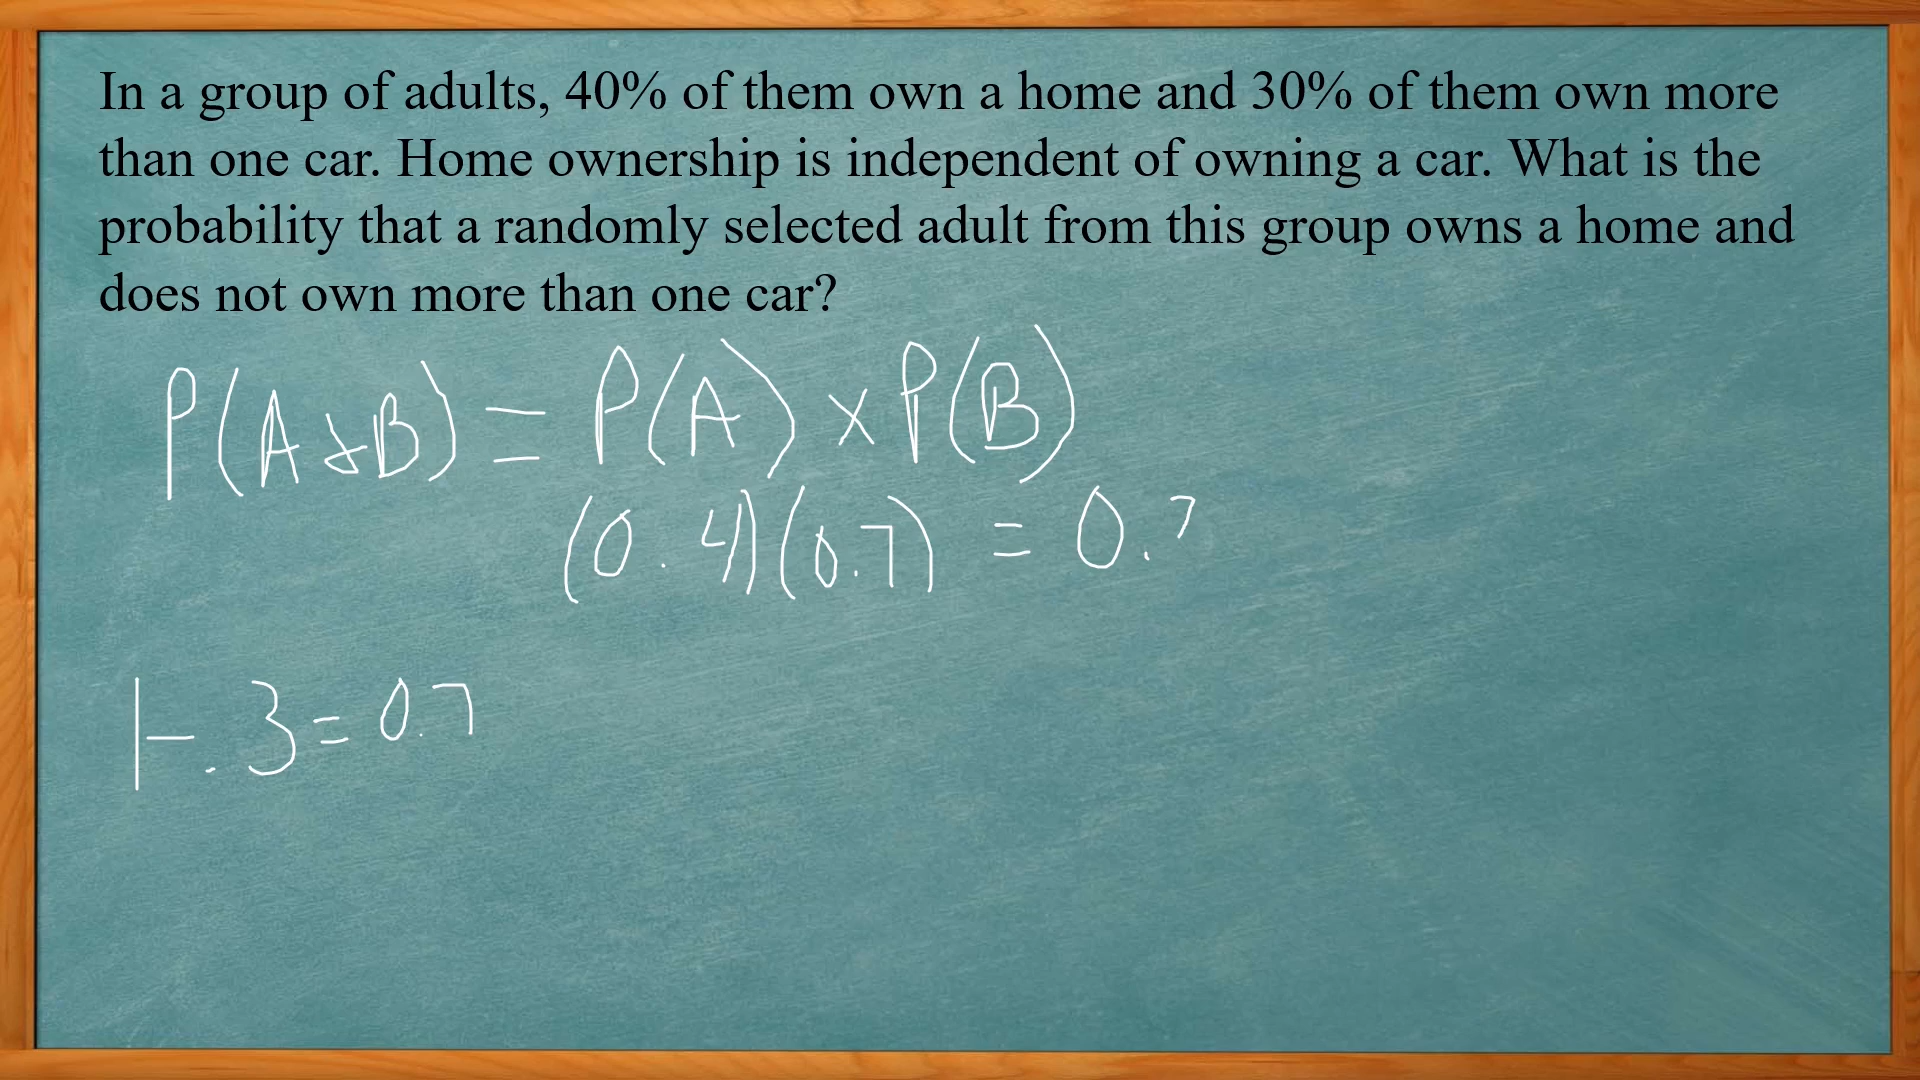 In a group of adults, 40% of them own a home and 30% of them own more
than one car. Home ownership is independent of owning a car. What is the
probability that a randomly selected adult from this group owns a home and
does not own more than one car?
P(A & B) = P(A) x P(B)
(0.4)(0.7) = 0.
1-.3=0.7